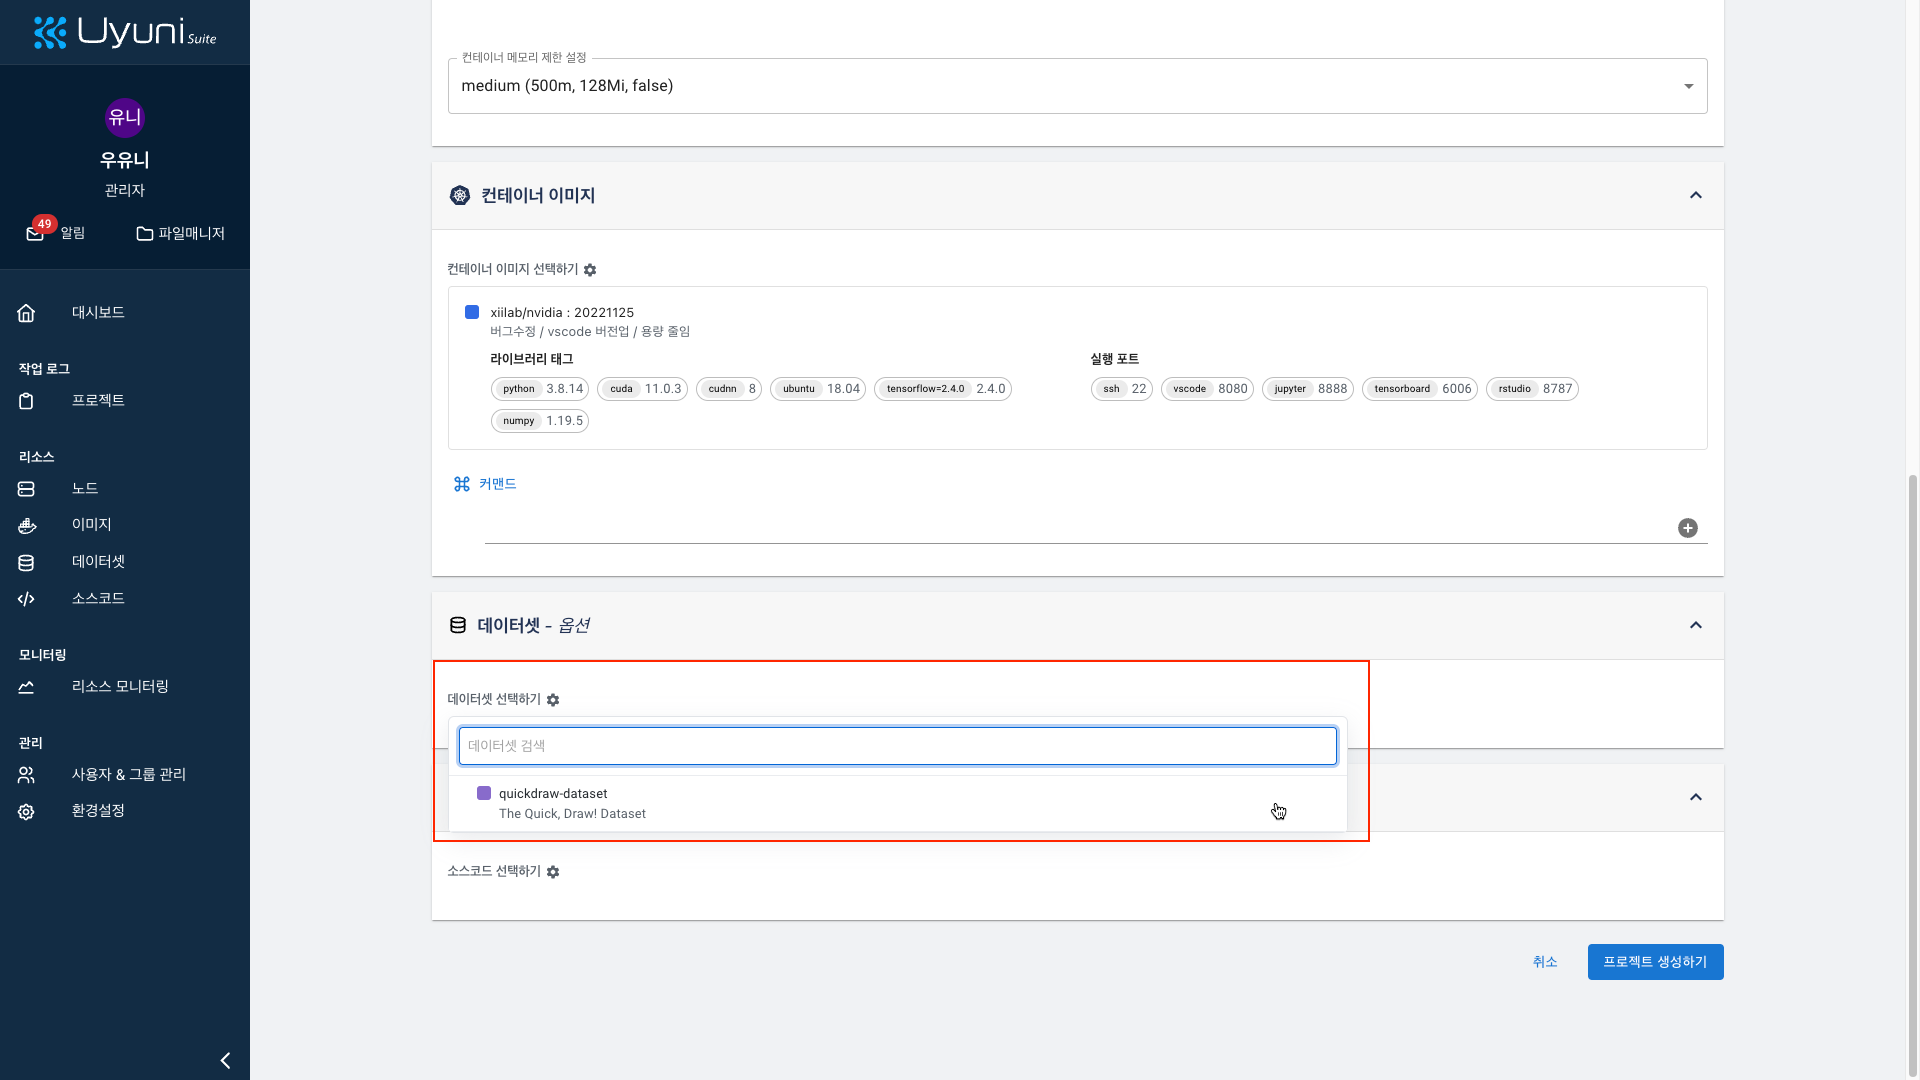 Uyuni Suite
유니
우유니
관리자
49
알림
파일매니저
대시보드
작업 로그
프로젝트
리소스
노드
이미지
데이터셋
소스코드
모니터링
리소스 모니터링
관리
사용자 & 그룹 관리
환경설정
컨테이너 메모리 제한 설정
medium (500m, 128Mi, false)
컨테이너 이미지
컨테이너 이미지 선택하기
xiilab/nvidia : 20221125
버그수정 / vscode 버전업 / 용량 줄임
라이브러리 태그
python 3.8.14 cuda 11.0.3 cudnn 8 ubuntu 18.04 tensorflow=2.4.0 2.4.0
numpy 1.19.5
실행 포트
ssh 22 vscode 8080 jupyter 8888 tensorboard 6006 rstudio 8787
커맨드
데이터셋 - 옵션
데이터셋 선택하기
데이터셋 검색
quickdraw-dataset
The Quick, Draw! Dataset
소스코드 선택하기
취소
프로젝트 생성하기